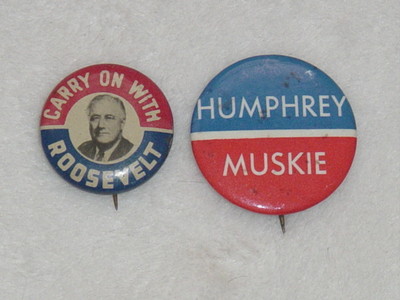 CARRY ON WITH
ROOSEVELT
HUMPHREY
MUSKIE